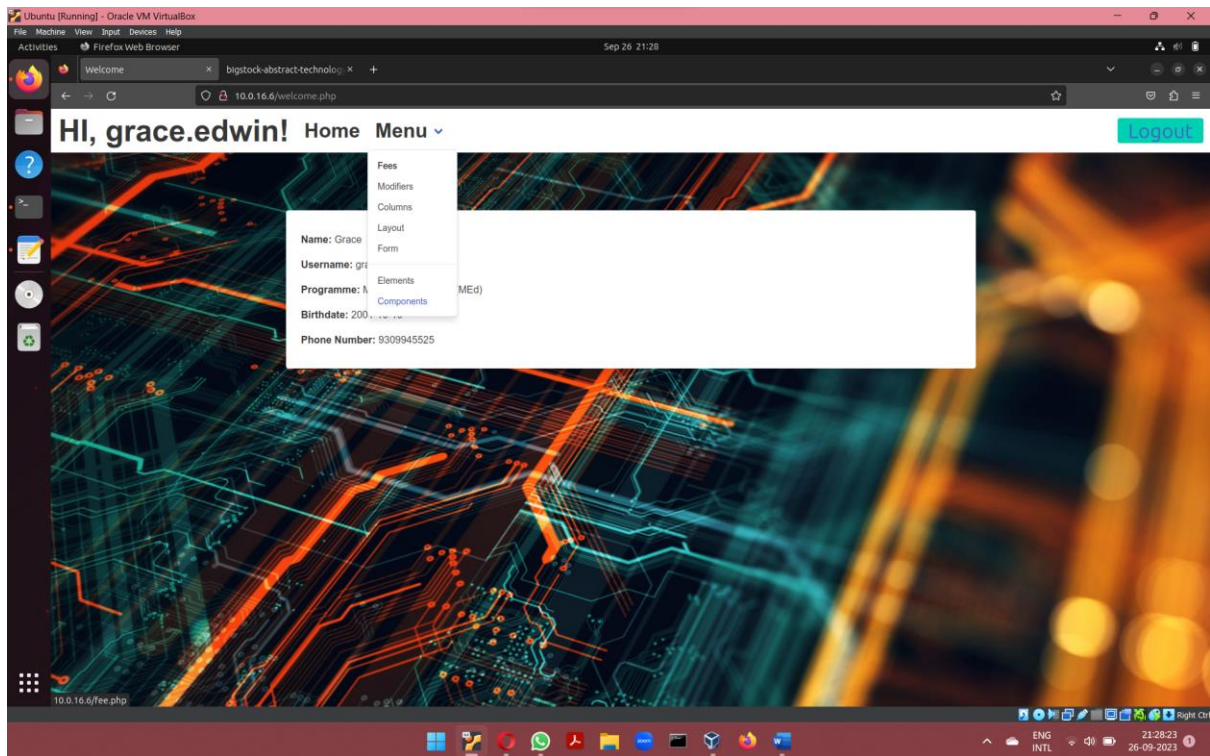 Ubuntu [Running] - Oracle VM VirtualBox
File Machine View Input Devices Help
Activities Firefox Web Browser Sep 26 21:28
Welcome bigstock-abstract-technolog
10.0.16.6/welcome.php
HI, grace.edwin! Home Menu Logout
Fees
Modifiers
Columns
Layout
Form
Elements
Components
Name: Grace
Username: gra
Programme: M MEd)
Birthdate: 200
Phone Number: 9309945525
10.0.16.6/fee.php
Right Ctrl
ENG
INTL
21:28:23
26-09-2023